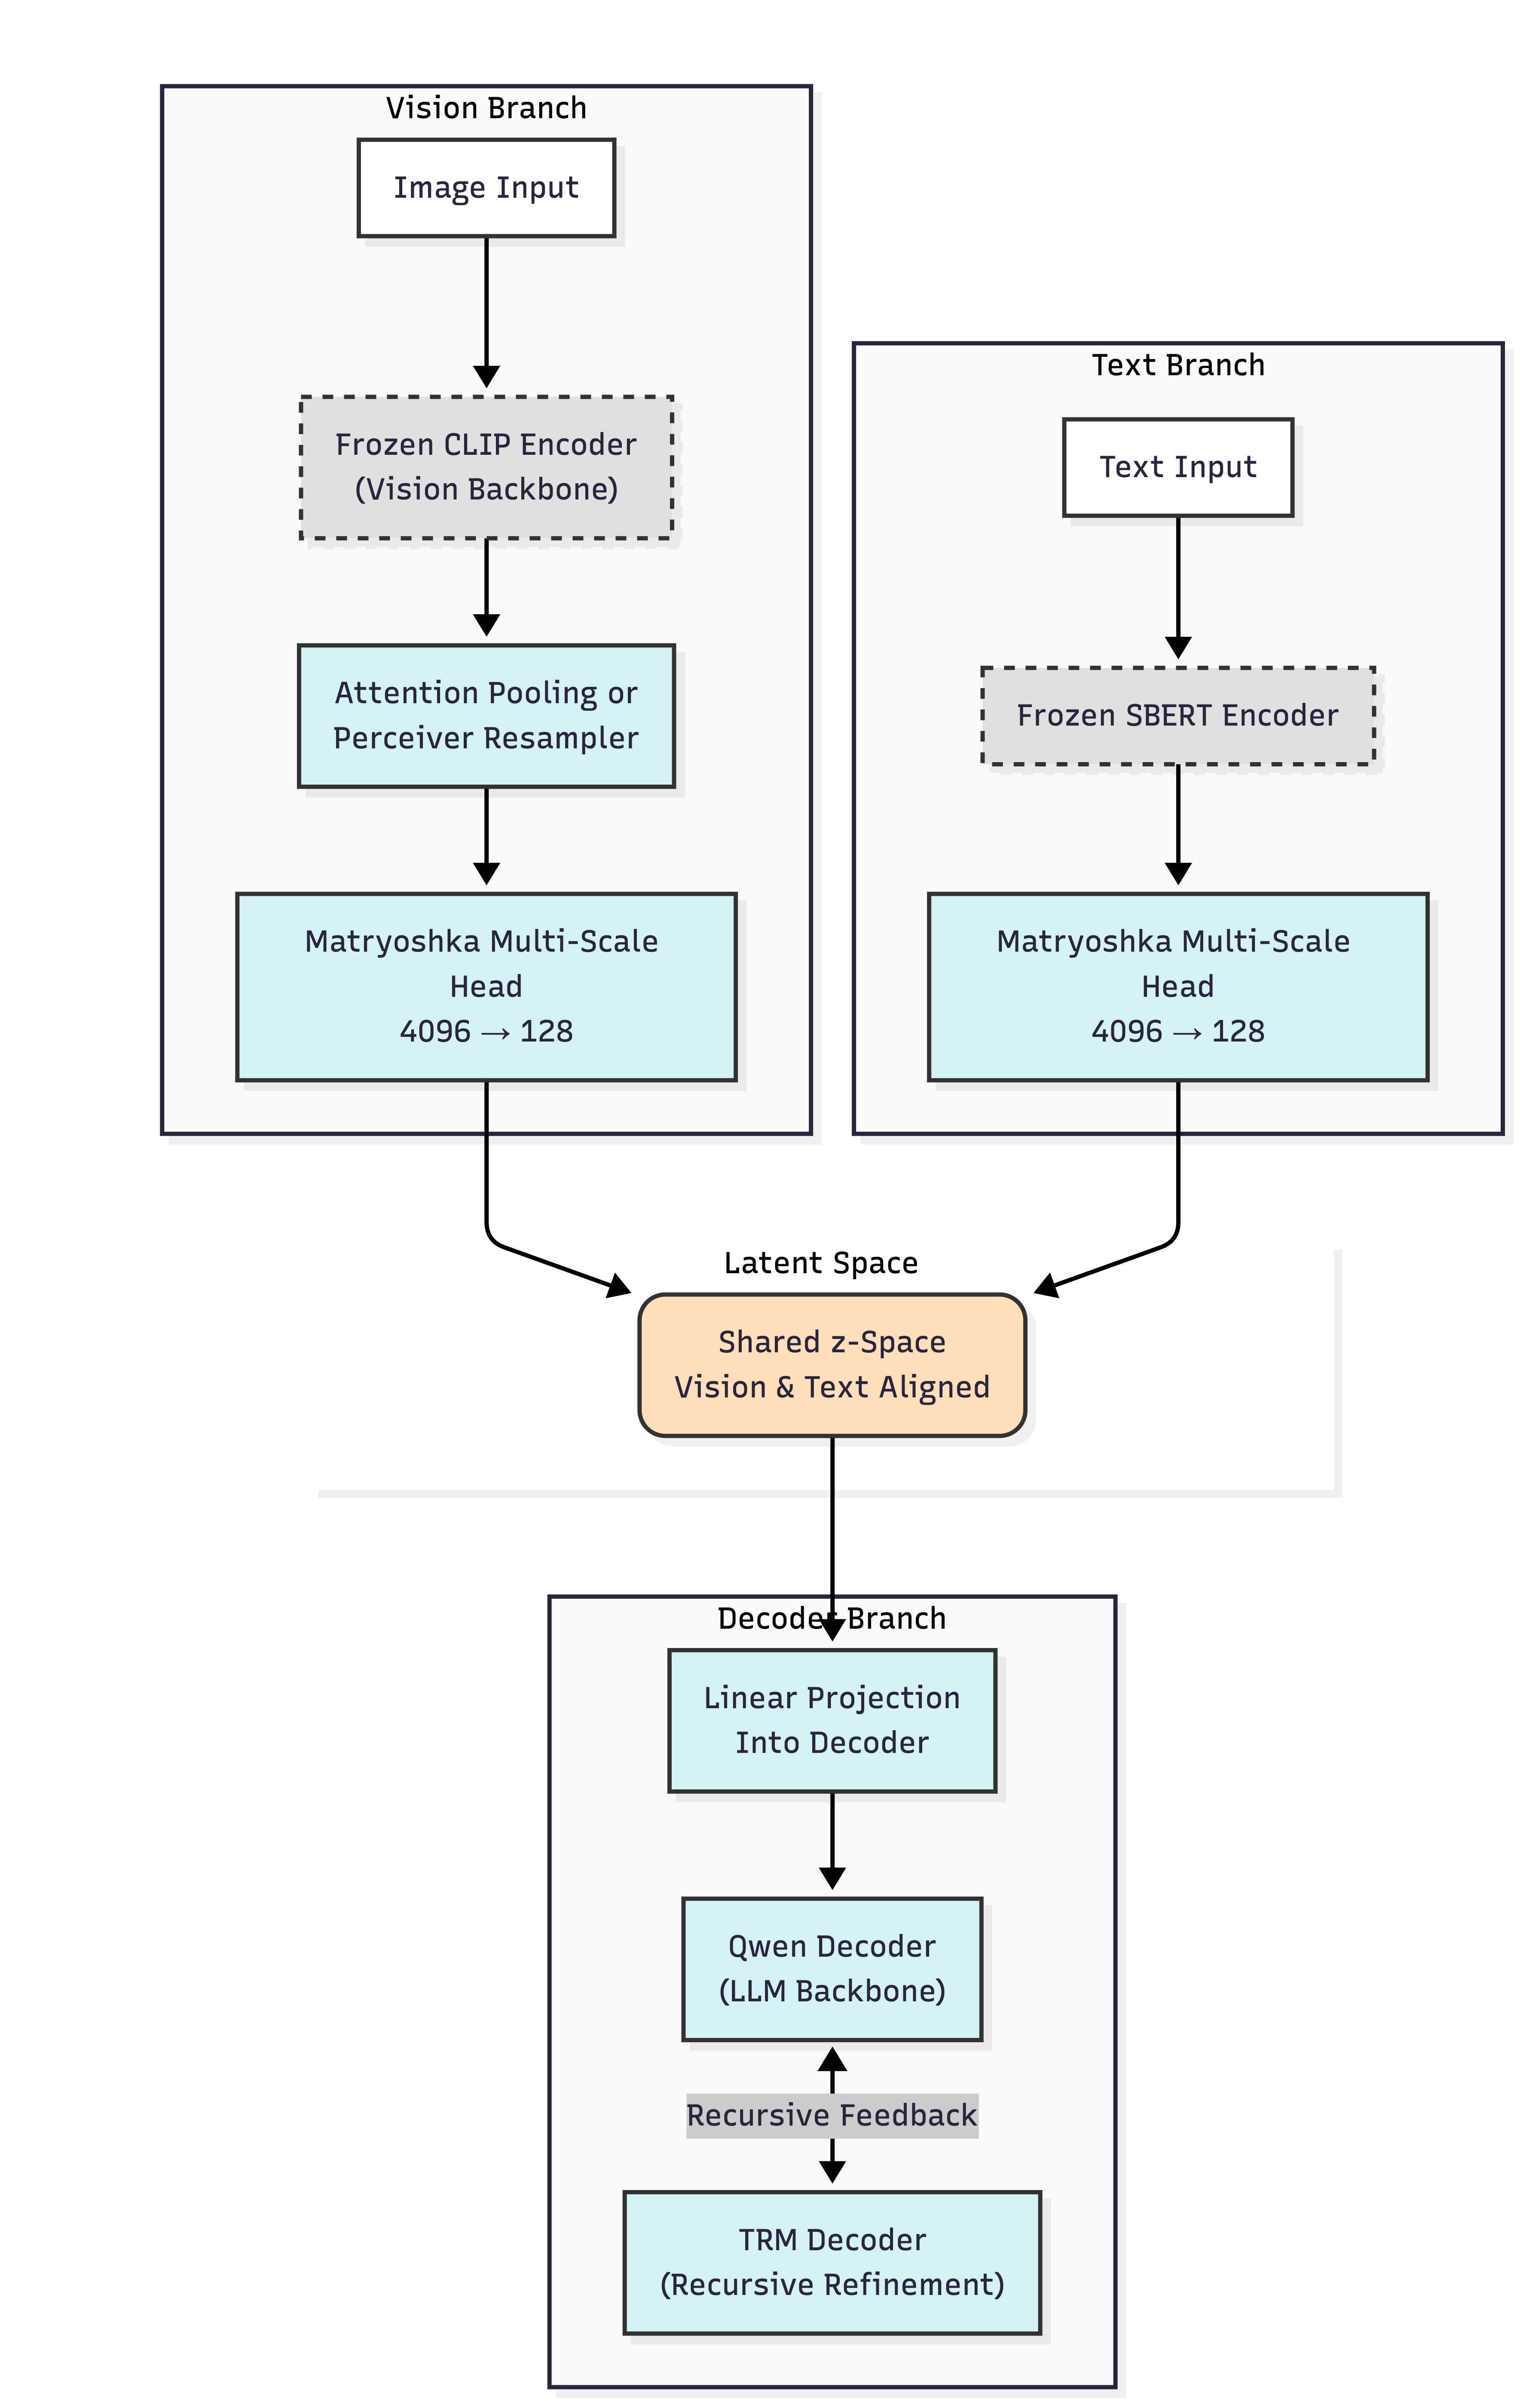 Vision Branch
Image Input
Frozen CLIP Encoder
(Vision Backbone)
Attention Pooling or
Perceiver Resampler
Matryoshka Multi-Scale
Head
4096 → 128
Text Branch
Text Input
Frozen SBERT Encoder
Matryoshka Multi-Scale
Head
4096 → 128
Latent Space
Shared z-Space
Vision & Text Aligned
Decoder Branch
Linear Projection
Into Decoder
Qwen Decoder
(LLM Backbone)
Recursive Feedback
TRM Decoder
(Recursive Refinement)